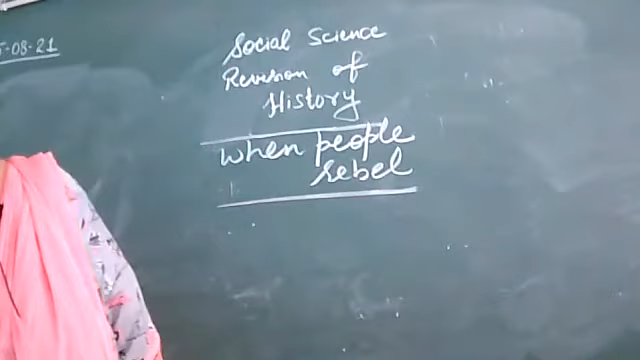 -08-21
Social Science
Revision of
History
when people
rebel